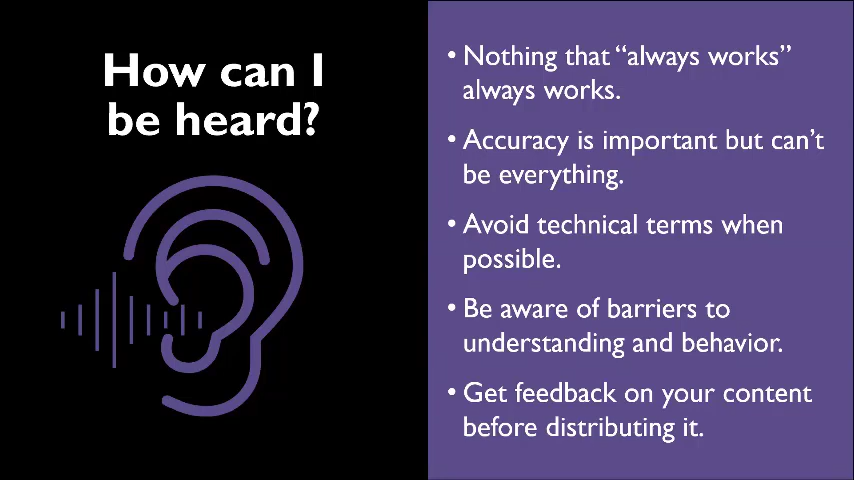 How can I
be heard?
• Nothing that “always works”
always works.
• Accuracy is important but can’t
be everything.
• Avoid technical terms when
possible.
• Be aware of barriers to
understanding and behavior.
• Get feedback on your content
before distributing it.